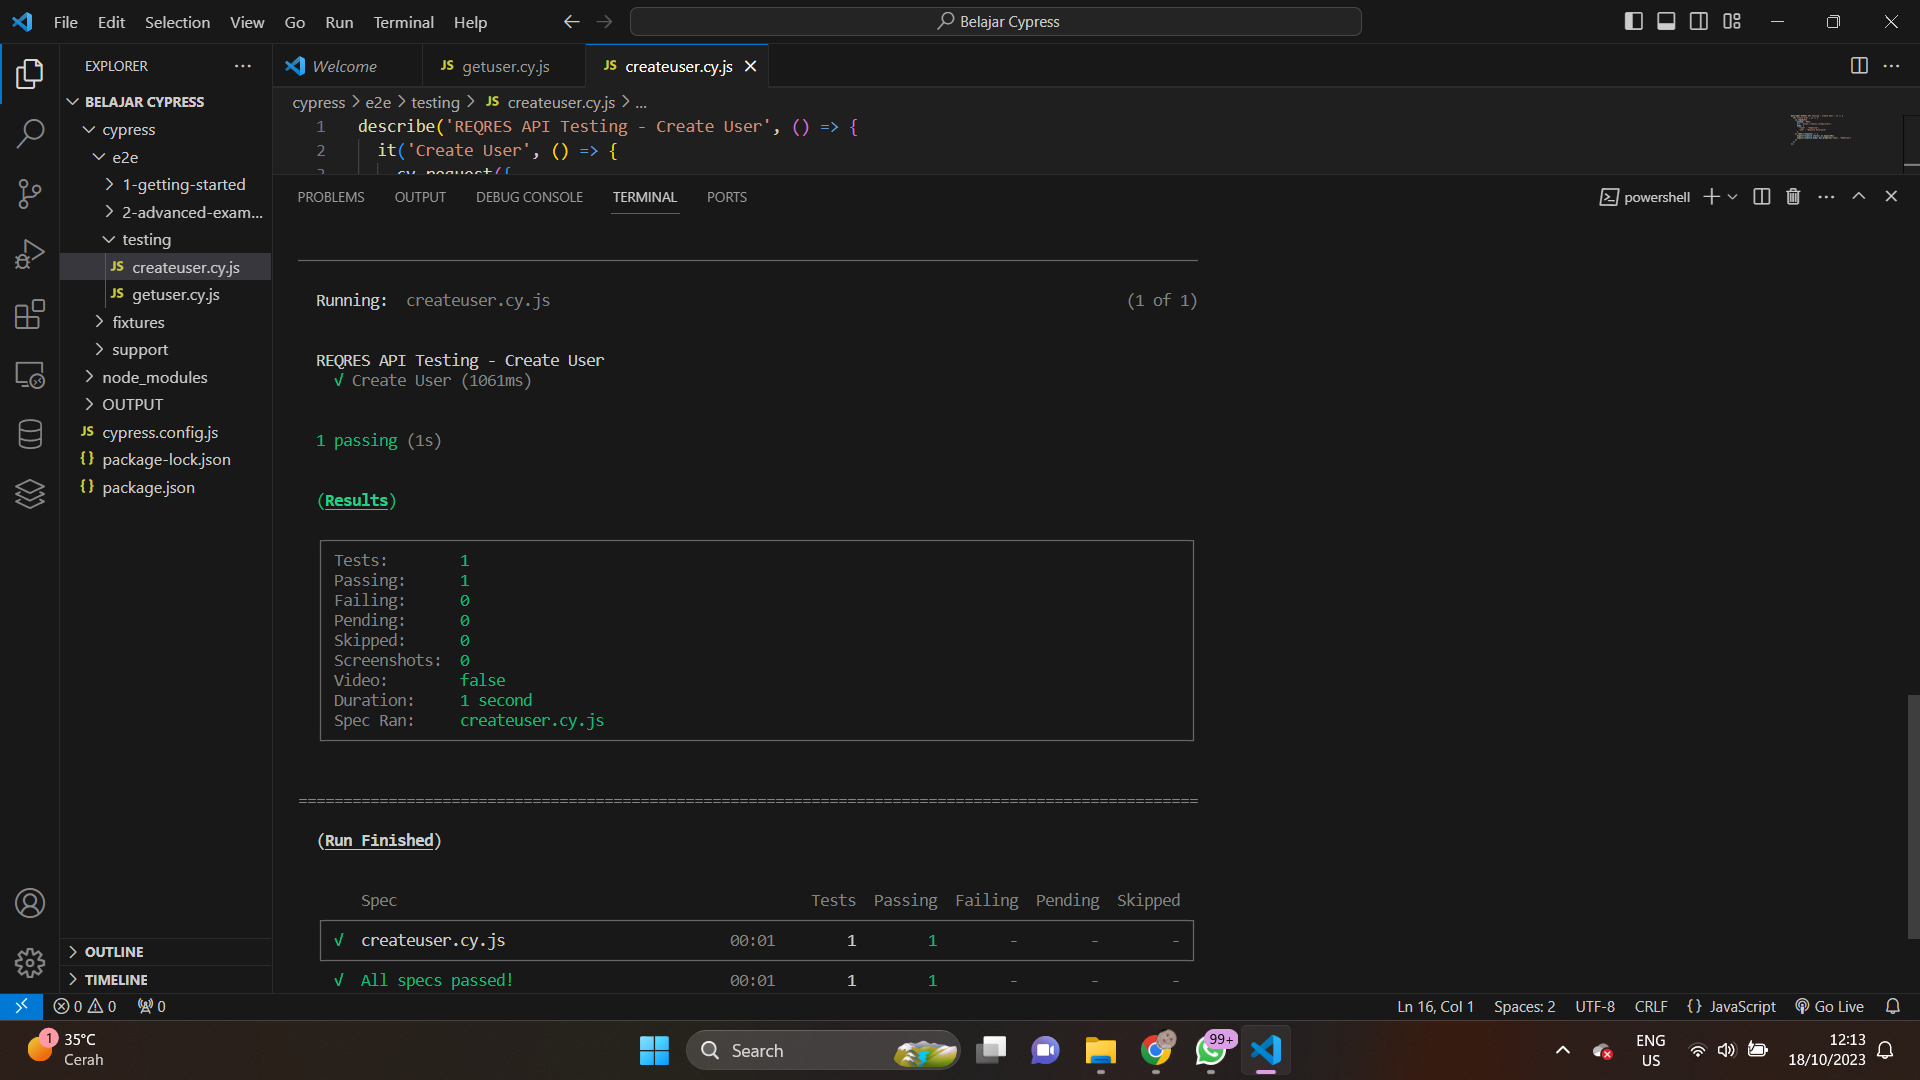 File Edit Selection View Go Run Terminal Help
Belajar Cypress
EXPLORER
BELAJAR CYPRESS
cypress
e2e
1-getting-started
2-advanced-exam...
testing
JS createuser.cy.js
JS getuser.cy.js
fixtures
support
node_modules
OUTPUT
JS cypress.config.js
{} package-lock.json
{} package.json
OUTLINE
TIMELINE
Welcome
JS getuser.cy.js
JS createuser.cy.js
cypress > e2e > testing > JS createuser.cy.js > ...
1 describe('REQRES API Testing - Create User', () => {
2 it('Create User', () => {
3 cy.request({
PROBLEMS OUTPUT DEBUG CONSOLE TERMINAL PORTS
powershell
Running: createuser.cy.js (1 of 1)
REQRES API Testing - Create User
√ Create User (1061ms)
1 passing (1s)
(Results)
Tests: 1
Passing: 1
Failing: 0
Pending: 0
Skipped: 0
Screenshots: 0
Video: false
Duration: 1 second
Spec Ran: createuser.cy.js
====================================================================================================
(Run Finished)
Spec Tests Passing Failing Pending Skipped
√ createuser.cy.js 00:01 1 1 - - -
√ All specs passed! 00:01 1 1 - - -
0 0 0
Ln 16, Col 1 Spaces: 2 UTF-8 CRLF {} JavaScript Go Live
1
35°C
Cerah
Search
99+
ENG
US
12:13
18/10/2023